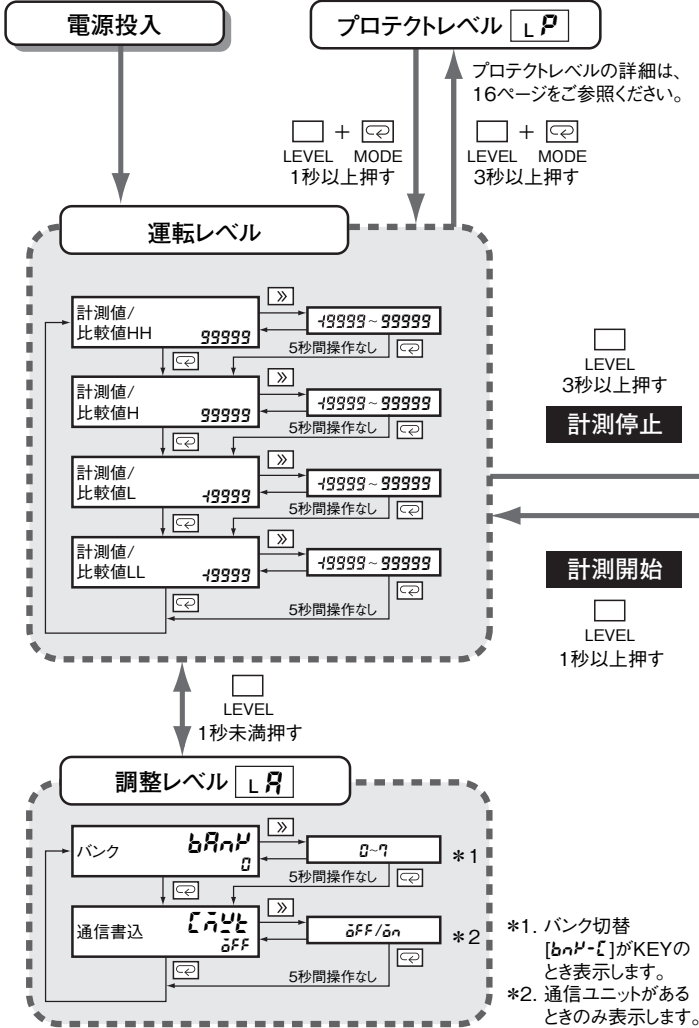 電源投入
プロテクトレベル LP
プロテクトレベルの詳細は、
16ページをご参照ください。
+
LEVEL MODE
1秒以上押す
+
LEVEL MODE
3秒以上押す
運転レベル
計測値/
比較値HH 99999
-19999~99999
5秒間操作なし
計測値/
比較値H 99999
-19999~99999
5秒間操作なし
計測値/
比較値L -19999
-19999~99999
5秒間操作なし
計測値/
比較値LL -19999
-19999~99999
5秒間操作なし
LEVEL
3秒以上押す
計測停止
計測開始
LEVEL
1秒以上押す
LEVEL
1秒未満押す
調整レベル LA
バンク bAnK
0
0~7
*1
5秒間操作なし
通信書込 CMWT
OFF
OFF/ON
*2
5秒間操作なし
*1. バンク切替
[bnK-C]がKEYの
とき表示します。
*2. 通信ユニットがある
ときのみ表示します。